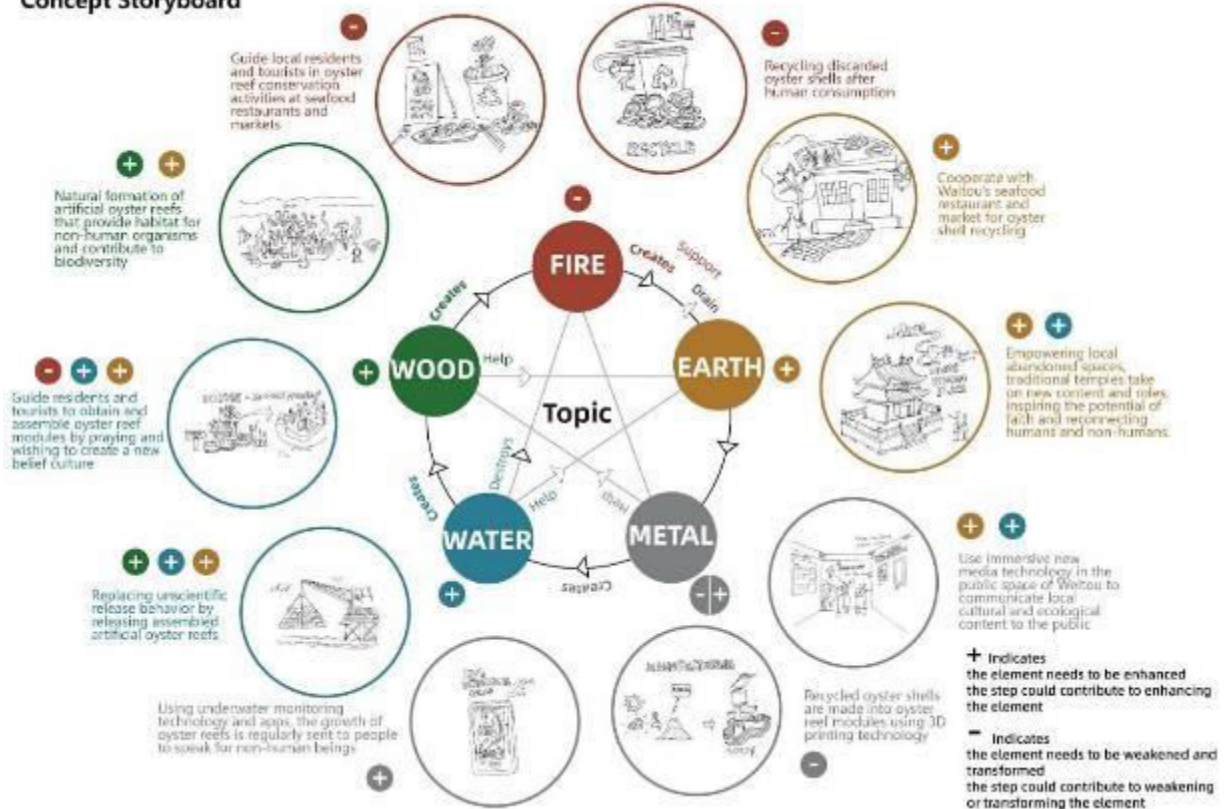 Concept Storyboard
-
Guide local residents
and tourists in oyster
reef conservation
activities at seafood
restaurants and
markets
-
Recycling discarded
oyster shells after
human consumption
RECYCLE
+ +
Natural formation of
artificial oyster reefs
that provide habitat for
non-human organisms
and contribute to
biodiversity
+
Cooperate with
Waitou's seafood
restaurant and
market for oyster
shell recycling
-
FIRE
Creates
Support
Creates
Drain
+
WOOD
Help
EARTH
+
Topic
- + +
Guide residents and
tourists to obtain and
assemble oyster reef
modules by praying and
wishing to create a new
belief culture
+ +
Empowering local
abandoned spaces,
traditional temples take
on new content and roles,
inspiring the potential of
faith and reconnecting
humans and non-humans.
Creates
Destroys
Help
Help
WATER
METAL
+
Creates
-+
+ + +
Replacing unscientific
release behavior by
releasing assembled
artificial oyster reefs
+ +
Use immersive new
media technology in the
public space of Weitou to
communicate local
cultural and ecological
content to the public
Using underwater monitoring
technology and apps, the growth of
oyster reefs is regularly sent to people
to speak for non-human beings
+
Recycled oyster shells
are made into oyster
reef modules using 3D
printing technology
-
+ Indicates
the element needs to be enhanced
the step could contribute to enhancing
the element
- Indicates
the element needs to be weakened and
transformed
the step could contribute to weakening
or transforming the element